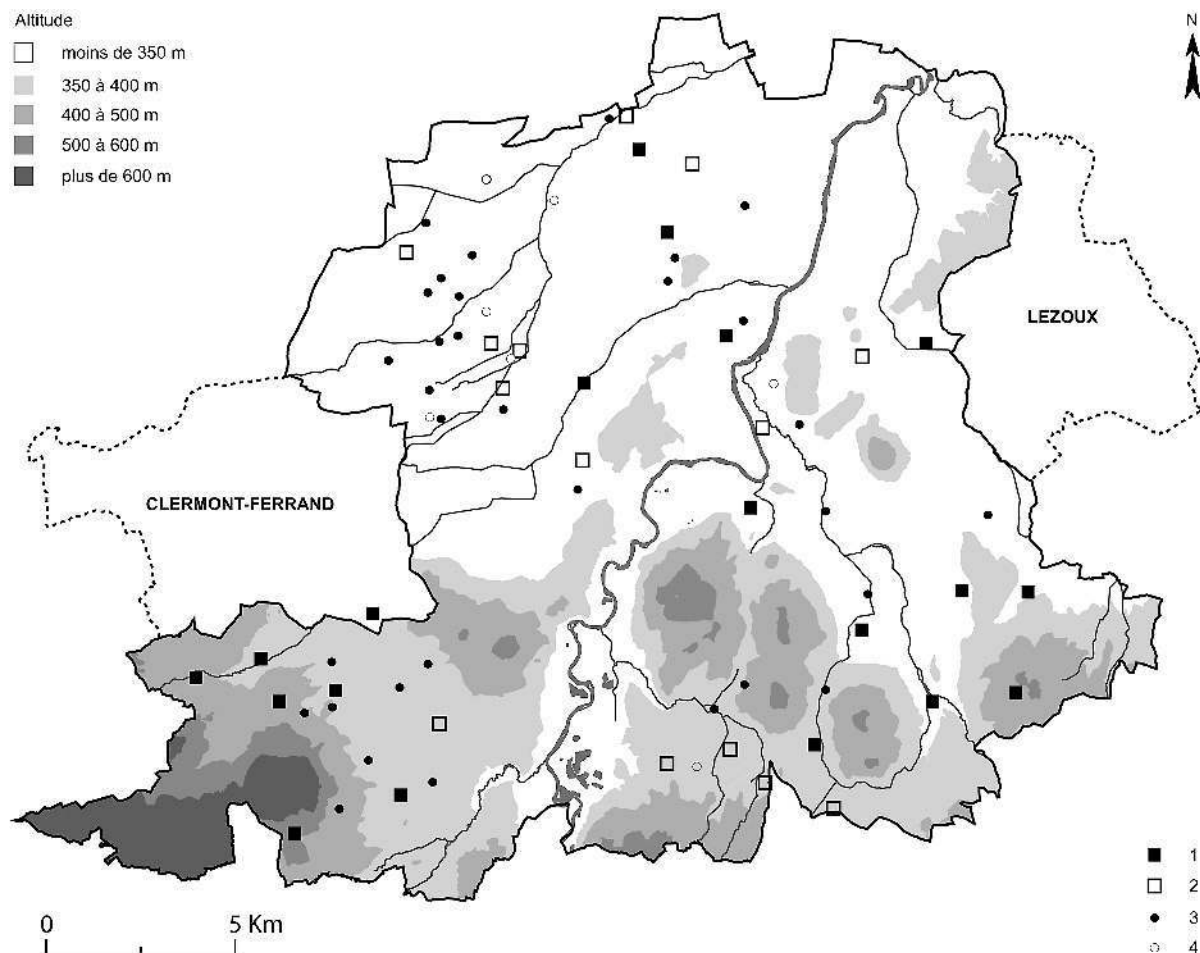 Altitude
moins de 350 m
350 à 400 m
400 à 500 m
500 à 600 m
plus de 600 m
N
LEZOUX
CLERMONT-FERRAND
1
2
3
4
0 5 Km